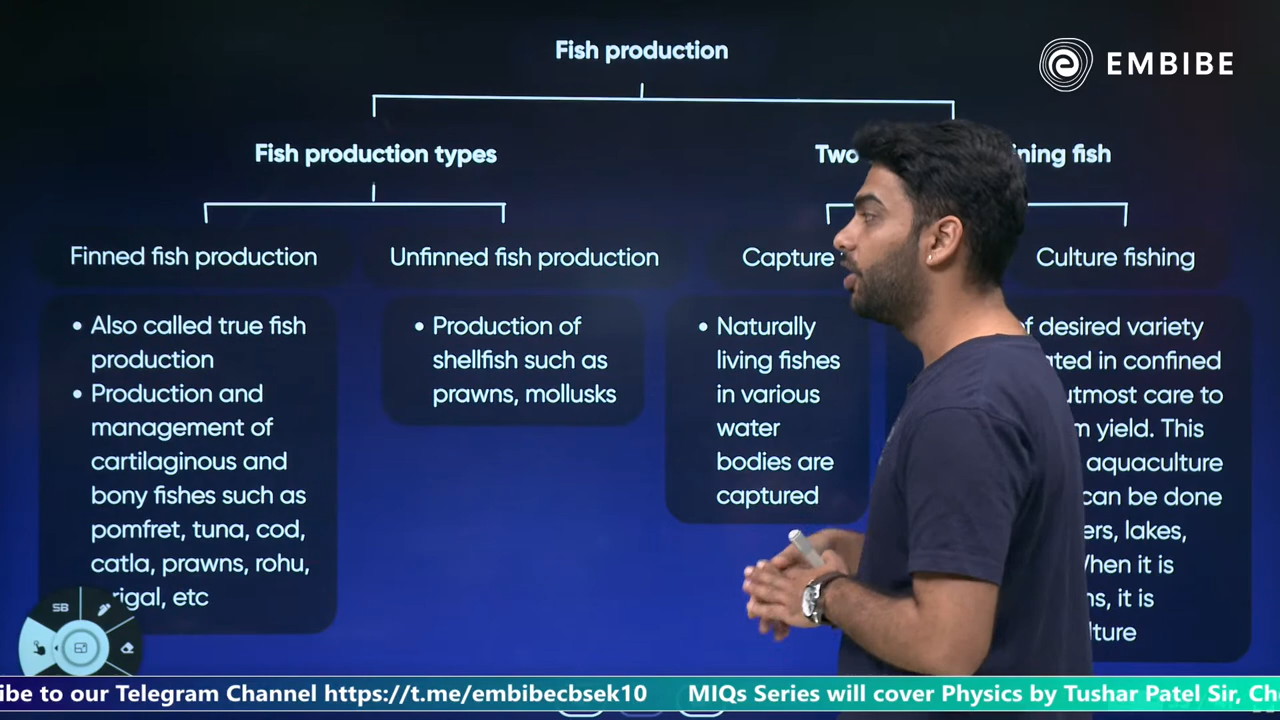 Fish production
EMBIBE
Fish production types
Two ining fish
Finned fish production
Unfinned fish production
Capture
Culture fishing
• Also called true fish
production
• Production and
management of
cartilaginous and
bony fishes such as
pomfret, tuna, cod,
catla, prawns, rohu,
rigal, etc
• Production of
shellfish such as
prawns, mollusks
• Naturally
living fishes
in various
water
bodies are
captured
f desired variety
ated in confined
utmost care to
m yield. This
aquaculture
can be done
ers, lakes,
hen it is
ns, it is
lture
SB
ibe to our Telegram Channel https://t.me/embibecbsek10 MIQs Series will cover Physics by Tushar Patel Sir, Ch